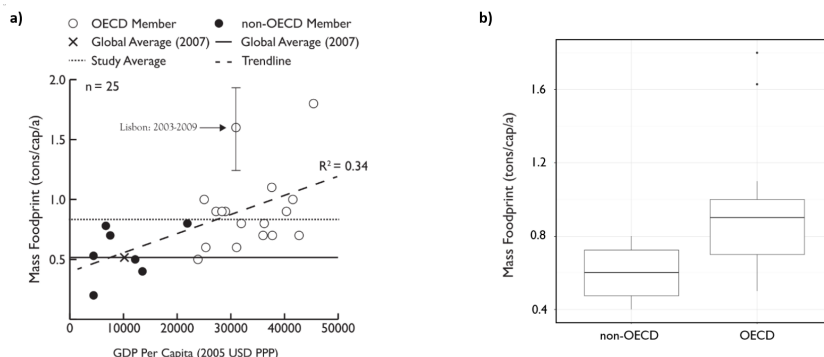 a)
OECD Member
non-OECD Member
Global Average (2007)
Global Average (2007)
Study Average
Trendline
2.0
n = 25
1.5
Lisbon: 2003-2009
R² = 0.34
1.0
0.5
Mass Foodprint (tons/cap/a)
0 10000 20000 30000 40000 50000
GDP Per Capita (2005 USD PPP)
b)
1.6
1.2
0.8
0.4
Mass Foodprint (tons/cap/a)
non-OECD OECD